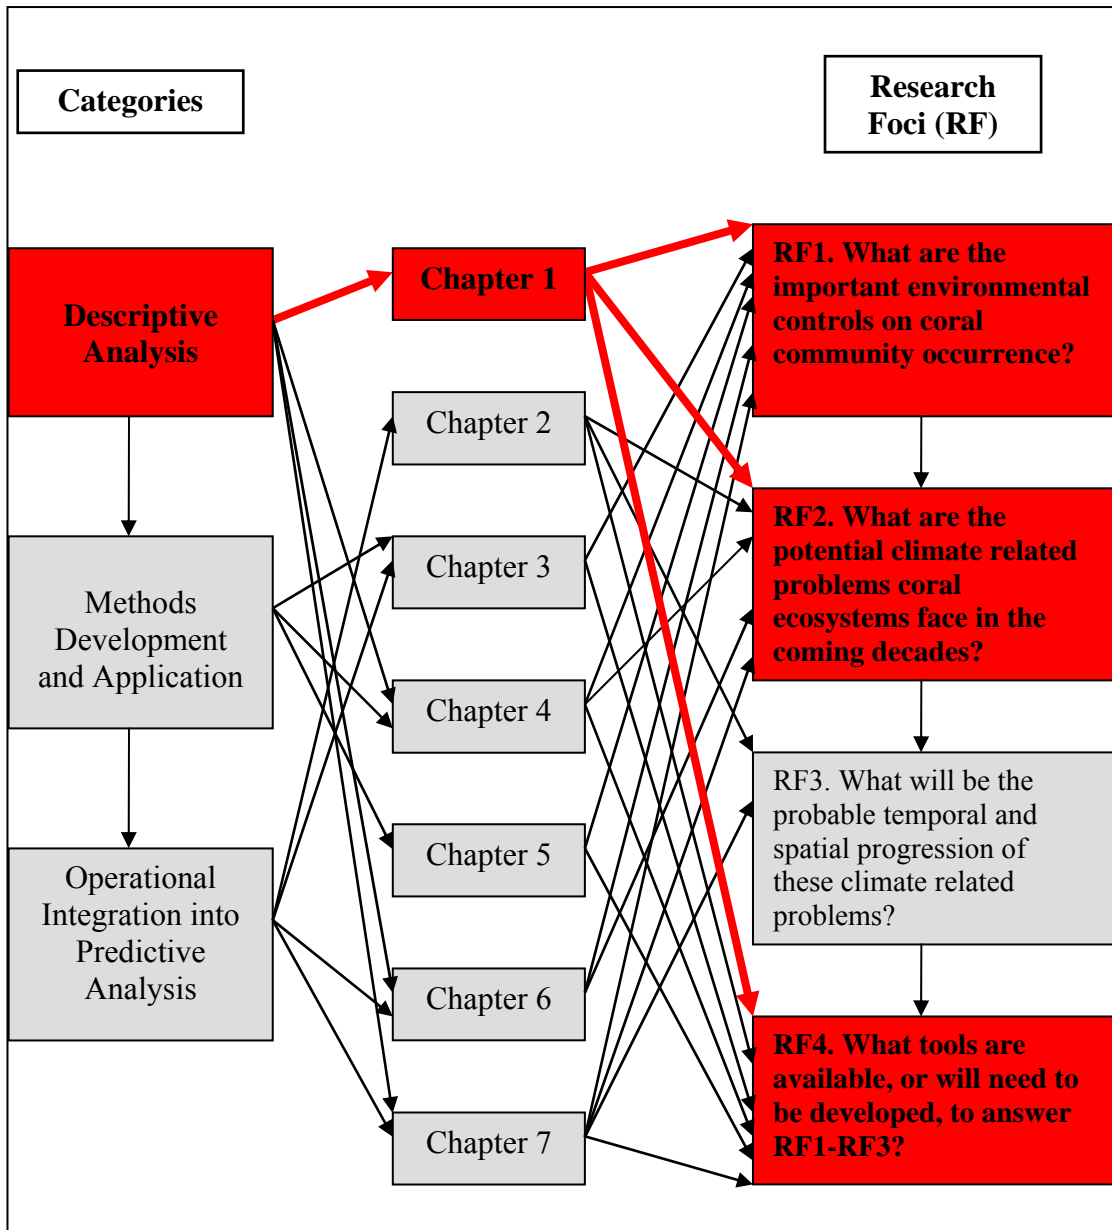 Categories
Research
Foci (RF)
Descriptive
Analysis
Methods
Development
and Application
Operational
Integration into
Predictive
Analysis
Chapter 1
Chapter 2
Chapter 3
Chapter 4
Chapter 5
Chapter 6
Chapter 7
RF1. What are the
important environmental
controls on coral
community occurrence?
RF2. What are the
potential climate related
problems coral
ecosystems face in the
coming decades?
RF3. What will be the
probable temporal and
spatial progression of
these climate related
problems?
RF4. What tools are
available, or will need to
be developed, to answer
RF1-RF3?